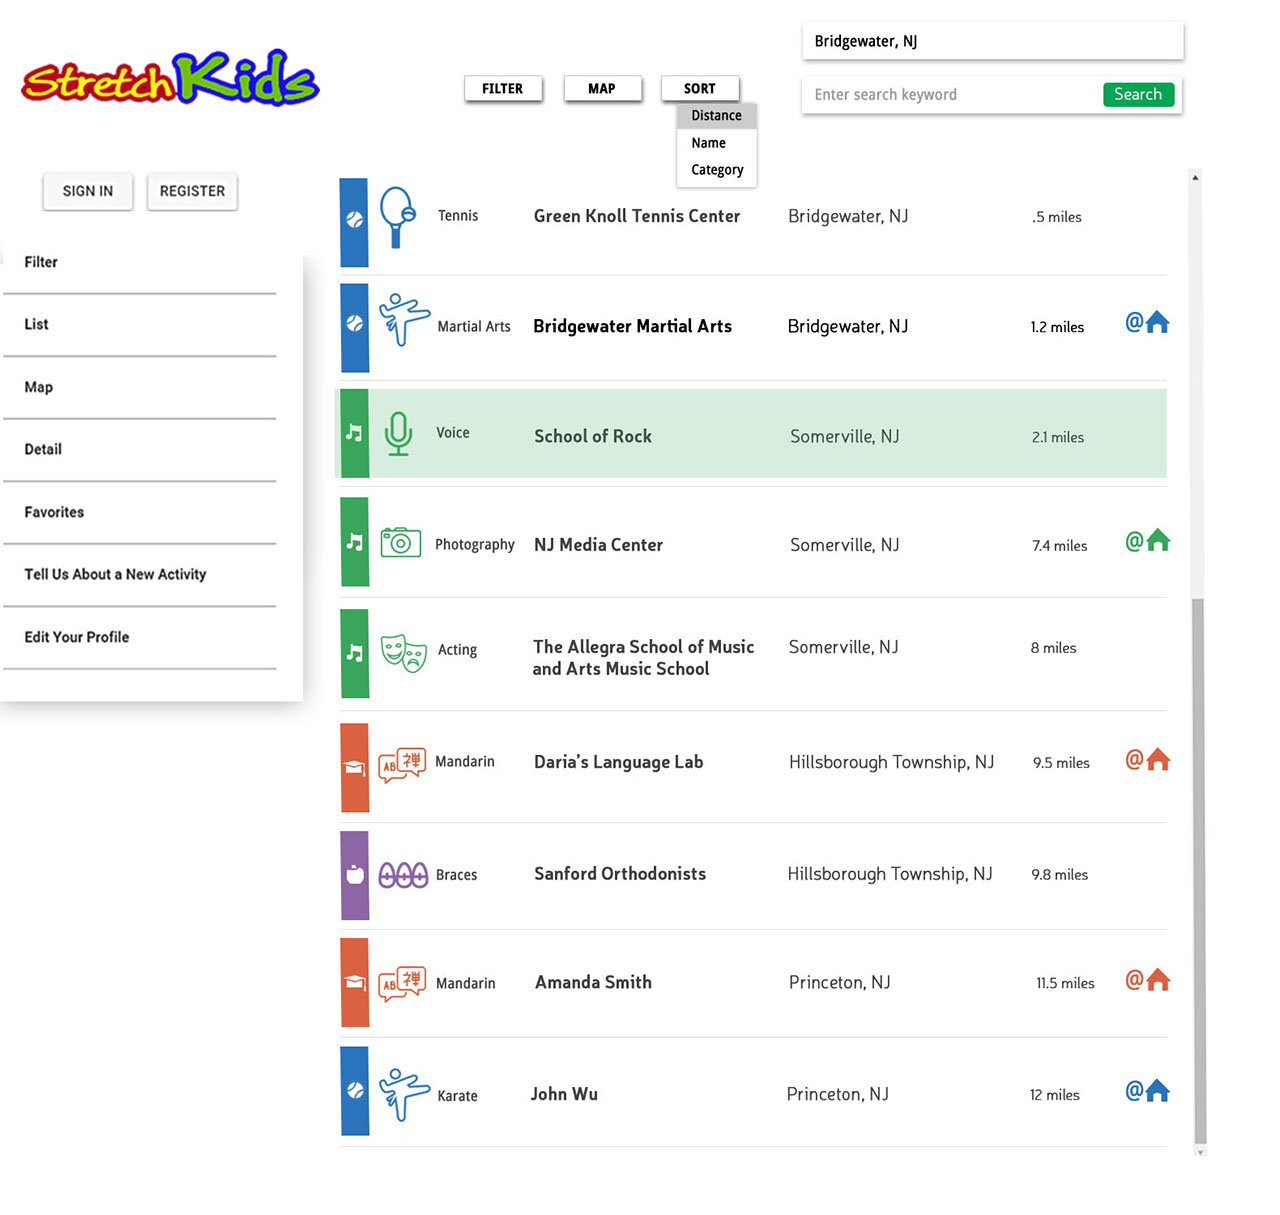 Bridgewater, NJ
StretchKids
FILTER
MAP
SORT
Enter search keyword
Search
Distance
Name
Category
SIGN IN
REGISTER
Filter
List
Map
Detail
Favorites
Tell Us About a New Activity
Edit Your Profile
Tennis Green Knoll Tennis Center Bridgewater, NJ .5 miles
Martial Arts Bridgewater Martial Arts Bridgewater, NJ 1.2 miles @
Voice School of Rock Somerville, NJ 2.1 miles
Photography NJ Media Center Somerville, NJ 7.4 miles @
Acting The Allegra School of Music Somerville, NJ 8 miles
and Arts Music School
AB 禅 Mandarin Daria's Language Lab Hillsborough Township, NJ 9.5 miles @
Braces Sanford Orthodonists Hillsborough Township, NJ 9.8 miles
AB 禅 Mandarin Amanda Smith Princeton, NJ 11.5 miles @
Karate John Wu Princeton, NJ 12 miles @